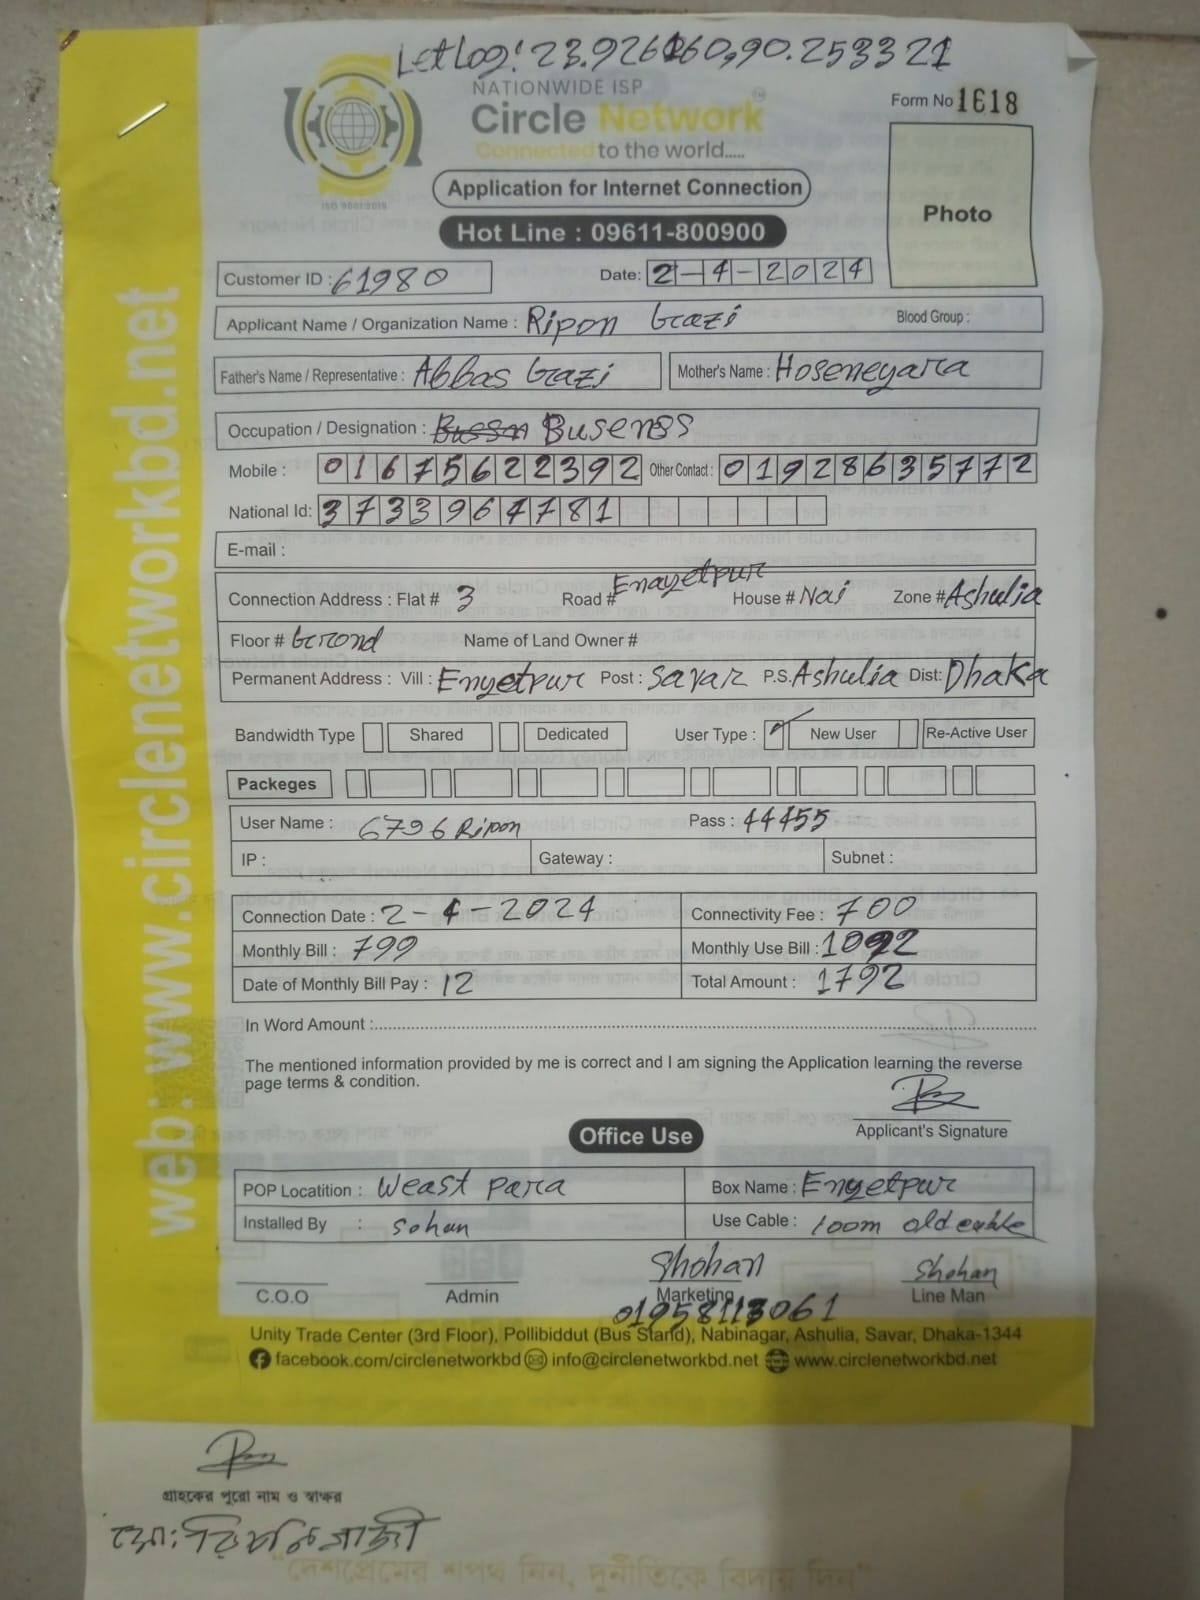 Let Log: 23.926160,90.253321
NATIONWIDE ISP
Circle Network™
Connected to the world.....
ISO 9001:2015
Form No 1618
Application for Internet Connection
Photo
Hot Line : 09611-800900
Customer ID : 61980 Date: 2-4-2024
Applicant Name / Organization Name : Ripon Gazi Blood Group :
Father's Name / Representative : Abbas Gazi Mother's Name : Hoseneyara
Occupation / Designation : Busenss
Mobile : 01675622392 Other Contact : 01928635772
National Id: 3733964781
E-mail :
Connection Address : Flat # 3 Road # Enayetpur House # Nai Zone # Ashulia
Floor # Grond Name of Land Owner #
Permanent Address : Vill : Enyetpur Post : Savar P.S. Ashulia Dist: Dhaka
Bandwidth Type Shared Dedicated User Type : New User Re-Active User
Packeges
User Name : 6796 Ripon Pass : 44455
IP : Gateway : Subnet :
Connection Date : 2-4-2024 Connectivity Fee : 700
Monthly Bill : 799 Monthly Use Bill : 1092
Date of Monthly Bill Pay : 12 Total Amount : 1792
In Word Amount :
The mentioned information provided by me is correct and I am signing the Application learning the reverse
page terms & condition.
Applicant's Signature
Office Use
POP Locatition : Weast para Box Name : Enyetpur
Installed By : Sohan Use Cable : 100m old cable
Shohan Shohan
C.O.O Admin Marketing Line Man
01958113061
Unity Trade Center (3rd Floor), Pollibiddut (Bus Stand), Nabinagar, Ashulia, Savar, Dhaka-1344
facebook.com/circlenetworkbd info@circlenetworkbd.net www.circlenetworkbd.net
web: www.circlenetworkbd.net
গ্রাহকের পুরো নাম ও স্বাক্ষর
মো: রিপন গাজী
"দেশপ্রেমের শপথ নিন, দুর্নীতিকে বিদায় দিন"